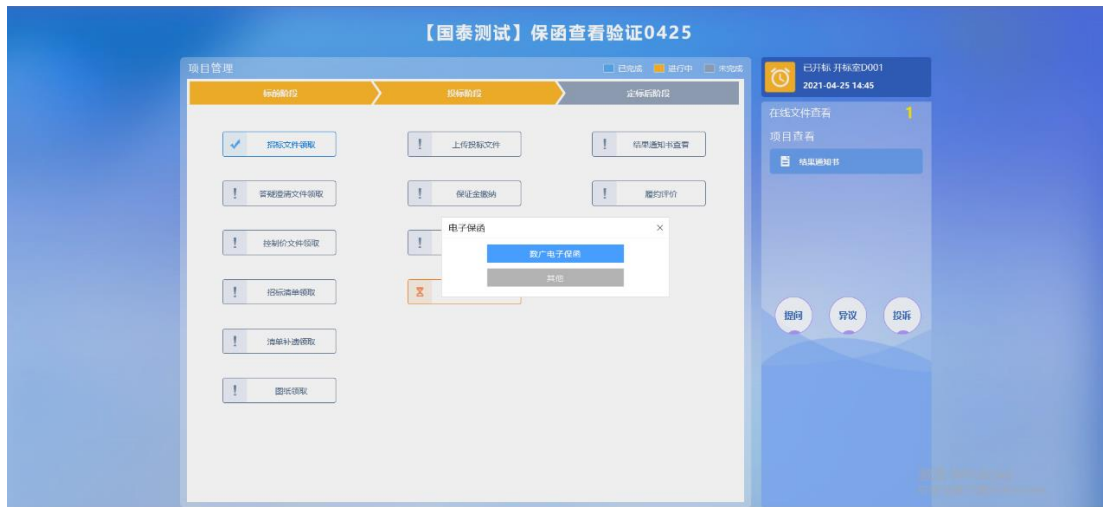 【国泰测试】保函查看验证0425
项目管理
已完成 进行中 未完成
标前阶段
投标阶段
定标后阶段
已开标 开标室D001
2021-04-25 14:45
在线文件查看 1
项目查看
结果通知书
招标文件领取
上传投标文件
结果通知书查看
答疑澄清文件领取
保证金缴纳
履约评价
控制价文件领取
招标清单领取
清单补遗领取
图纸领取
电子保函 ×
数广电子保函
其他
提问
异议
投诉